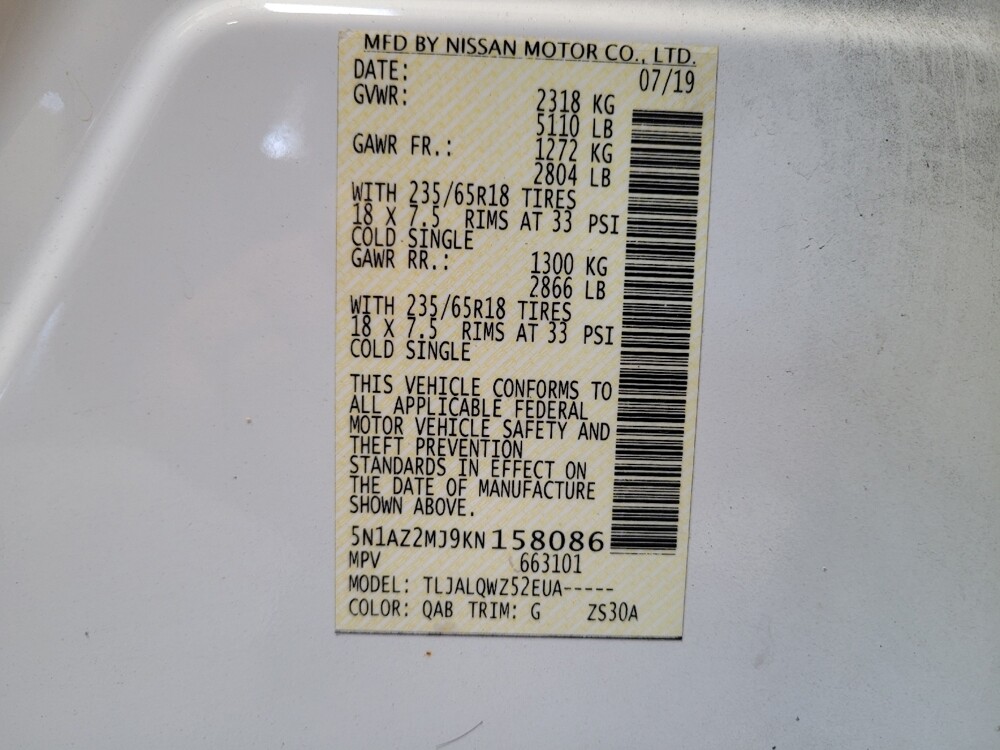 MFD BY NISSAN MOTOR CO., LTD.
DATE: 07/19
GVWR: 2318 KG
5110 LB
GAWR FR.: 1272 KG
2804 LB
WITH 235/65R18 TIRES
18 X 7.5 RIMS AT 33 PSI
COLD SINGLE
GAWR RR.: 1300 KG
2866 LB
WITH 235/65R18 TIRES
18 X 7.5 RIMS AT 33 PSI
COLD SINGLE
THIS VEHICLE CONFORMS TO
ALL APPLICABLE FEDERAL
MOTOR VEHICLE SAFETY AND
THEFT PREVENTION
STANDARDS IN EFFECT ON
THE DATE OF MANUFACTURE
SHOWN ABOVE.
5N1AZ2MJ9KN158086
MPV 663101
MODEL: TLJALQWZ52EUA-----
COLOR: QAB TRIM: G ZS30A